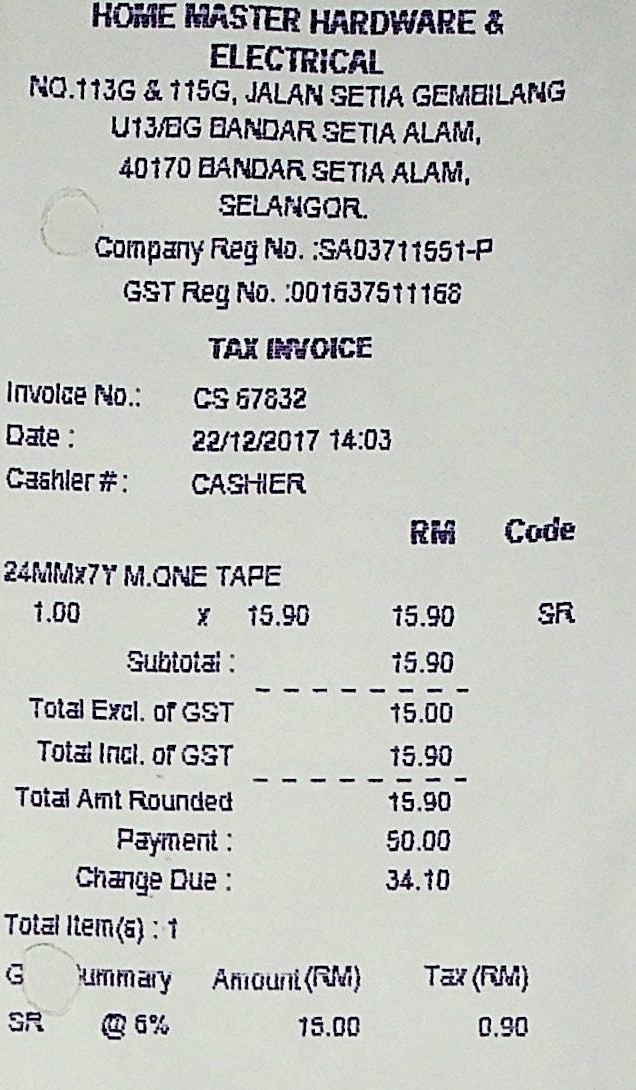 HOME MASTER HARDWARE &
ELECTRICAL
NO.113G & 115G, JALAN SETIA GEMBILANG
U13/BG BANDAR SETIA ALAM,
40170 BANDAR SETIA ALAM,
SELANGOR.
Company Reg No. :SA03711551-P
GST Reg No. :001637511168
TAX INVOICE
Invoice No.: CS 67832
Date : 22/12/2017 14:03
Cashier # : CASHIER
RM Code
24MMx7Y M.ONE TAPE
1.00 x 15.90 15.90 SR
Subtotal : 15.90
Total Excl. of GST 15.00
Total Incl. of GST 15.90
Total Amt Rounded 15.90
Payment : 50.00
Change Due : 34.10
Total Item(s) : 1
G ummary Amount (RM) Tax (RM)
SR @ 6% 15.00 0.90